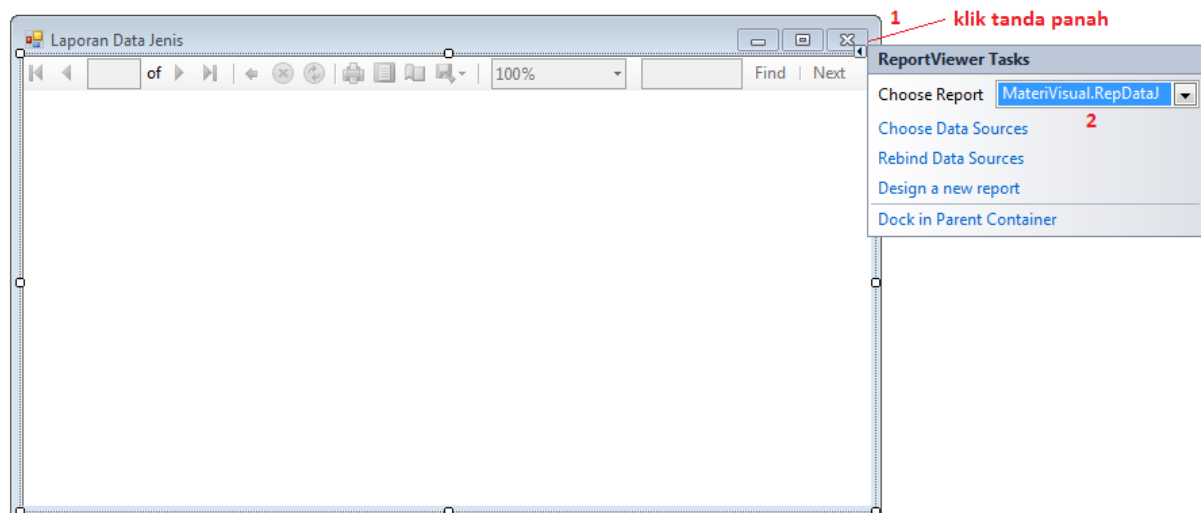 1
klik tanda panah
Laporan Data Jenis
of
100%
Find | Next
ReportViewer Tasks
Choose Report MateriVisual.RepDataJ
2
Choose Data Sources
Rebind Data Sources
Design a new report
Dock in Parent Container